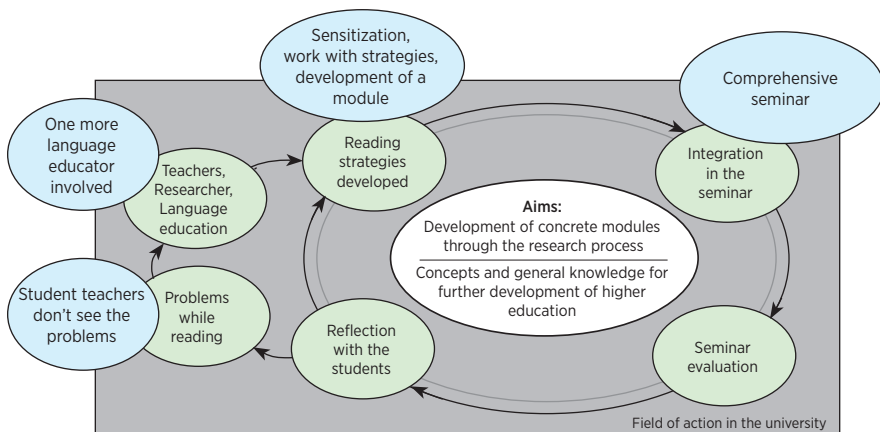 Sensitization,
work with strategies,
development of a
module
Comprehensive
seminar
One more
language
educator
involved
Teachers,
Researcher,
Language
education
Reading
strategies
developed
Integration
in the
seminar
Aims:
Development of concrete modules
through the research process
Concepts and general knowledge for
further development of higher
education
Student teachers
don’t see the
problems
Problems
while
reading
Reflection
with the
students
Seminar
evaluation
Field of action in the university